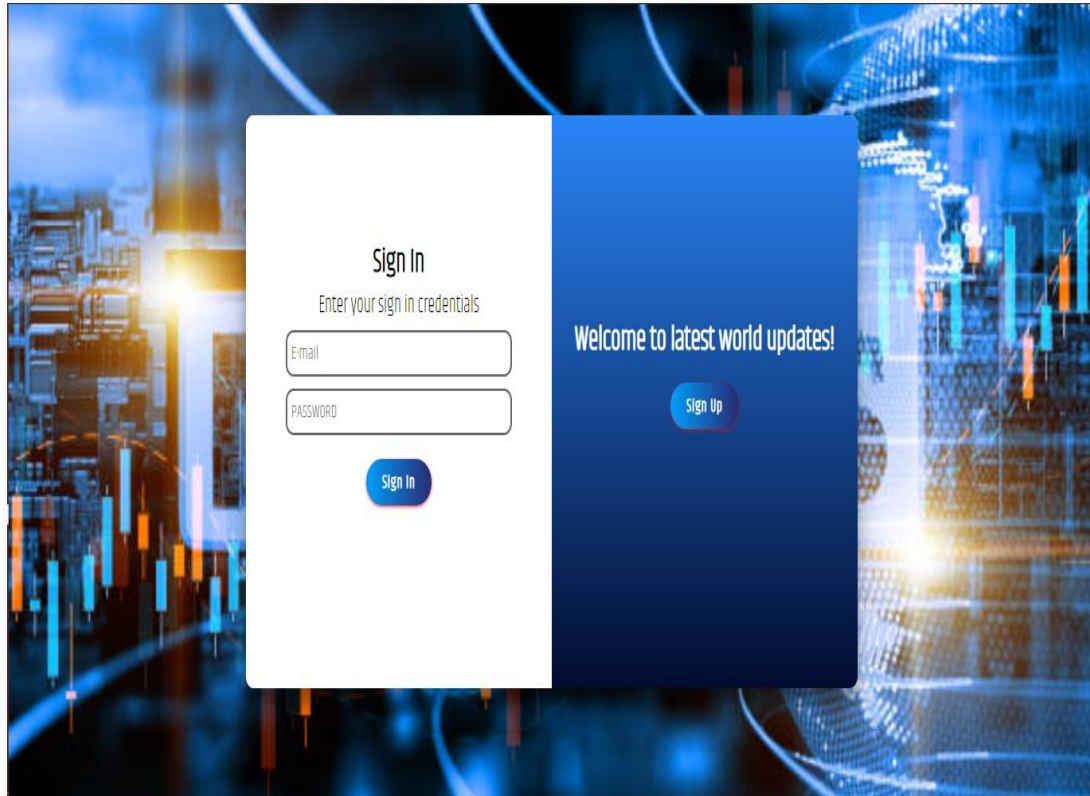 Sign In
Enter your sign in credentials
E-mail
PASSWORD
Sign In
Welcome to latest world updates!
Sign Up